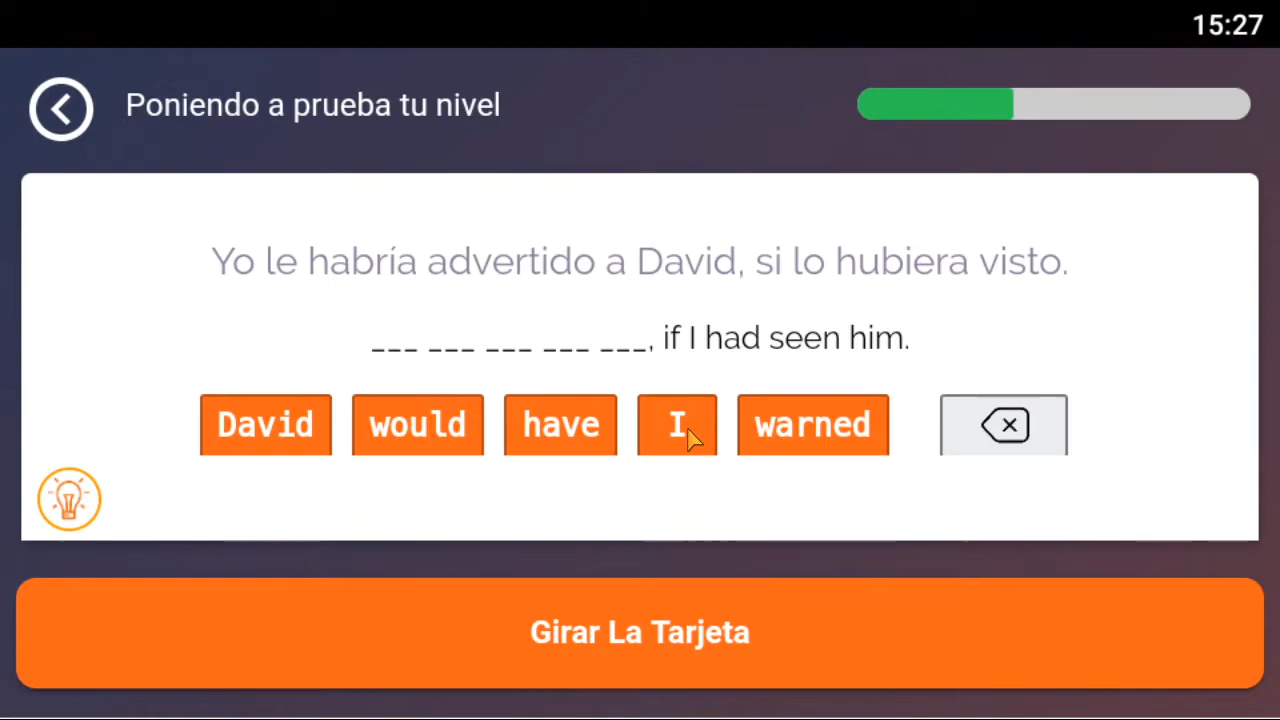 15:27
Poniendo a prueba tu nivel
Yo le habría advertido a David, si lo hubiera visto.
___ ___ ___ ___ ___, if I had seen him.
David would have I warned
Girar La Tarjeta